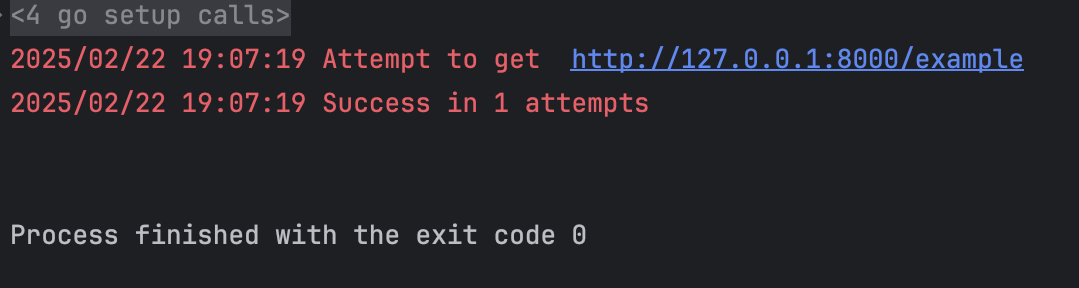 <4 go setup calls>
2025/02/22 19:07:19 Attempt to get  http://127.0.0.1:8000/example
2025/02/22 19:07:19 Success in 1 attempts
Process finished with the exit code 0